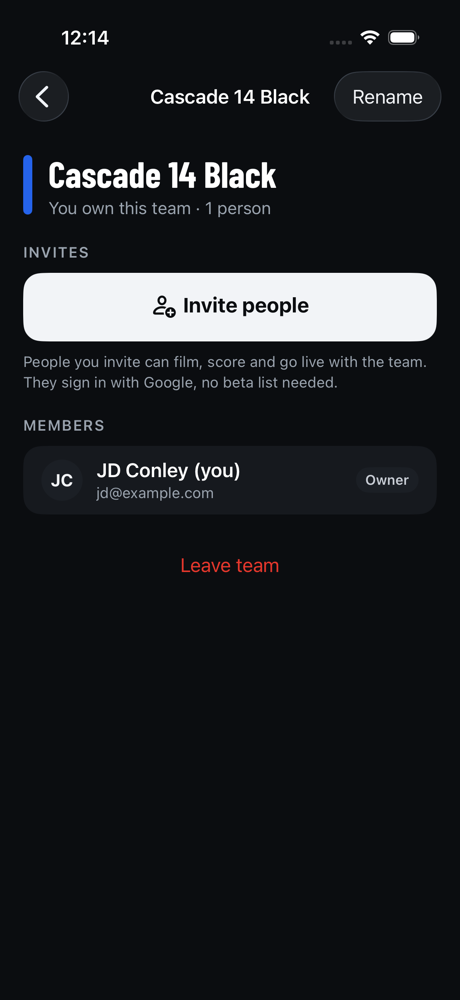 12:14
Cascade 14 Black
Rename
Cascade 14 Black
You own this team · 1 person
INVITES
Invite people
People you invite can film, score and go live with the team.
They sign in with Google, no beta list needed.
MEMBERS
JC
JD Conley (you)
jd@example.com
Owner
Leave team